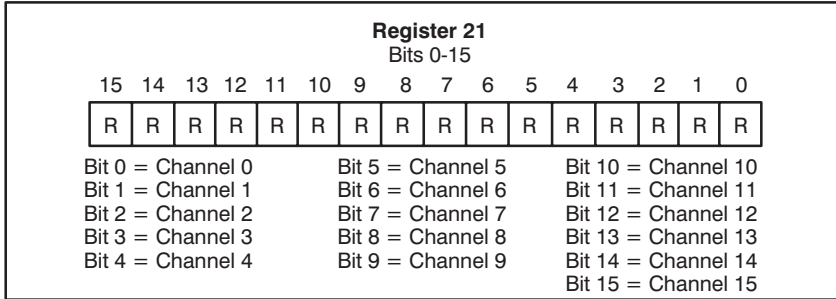 Register 21
Bits 0-15
15 14 13 12 11 10 9 8 7 6 5 4 3 2 1 0
R R R R R R R R R R R R R R R R
Bit 0 = Channel 0
Bit 1 = Channel 1
Bit 2 = Channel 2
Bit 3 = Channel 3
Bit 4 = Channel 4
Bit 5 = Channel 5
Bit 6 = Channel 6
Bit 7 = Channel 7
Bit 8 = Channel 8
Bit 9 = Channel 9
Bit 10 = Channel 10
Bit 11 = Channel 11
Bit 12 = Channel 12
Bit 13 = Channel 13
Bit 14 = Channel 14
Bit 15 = Channel 15